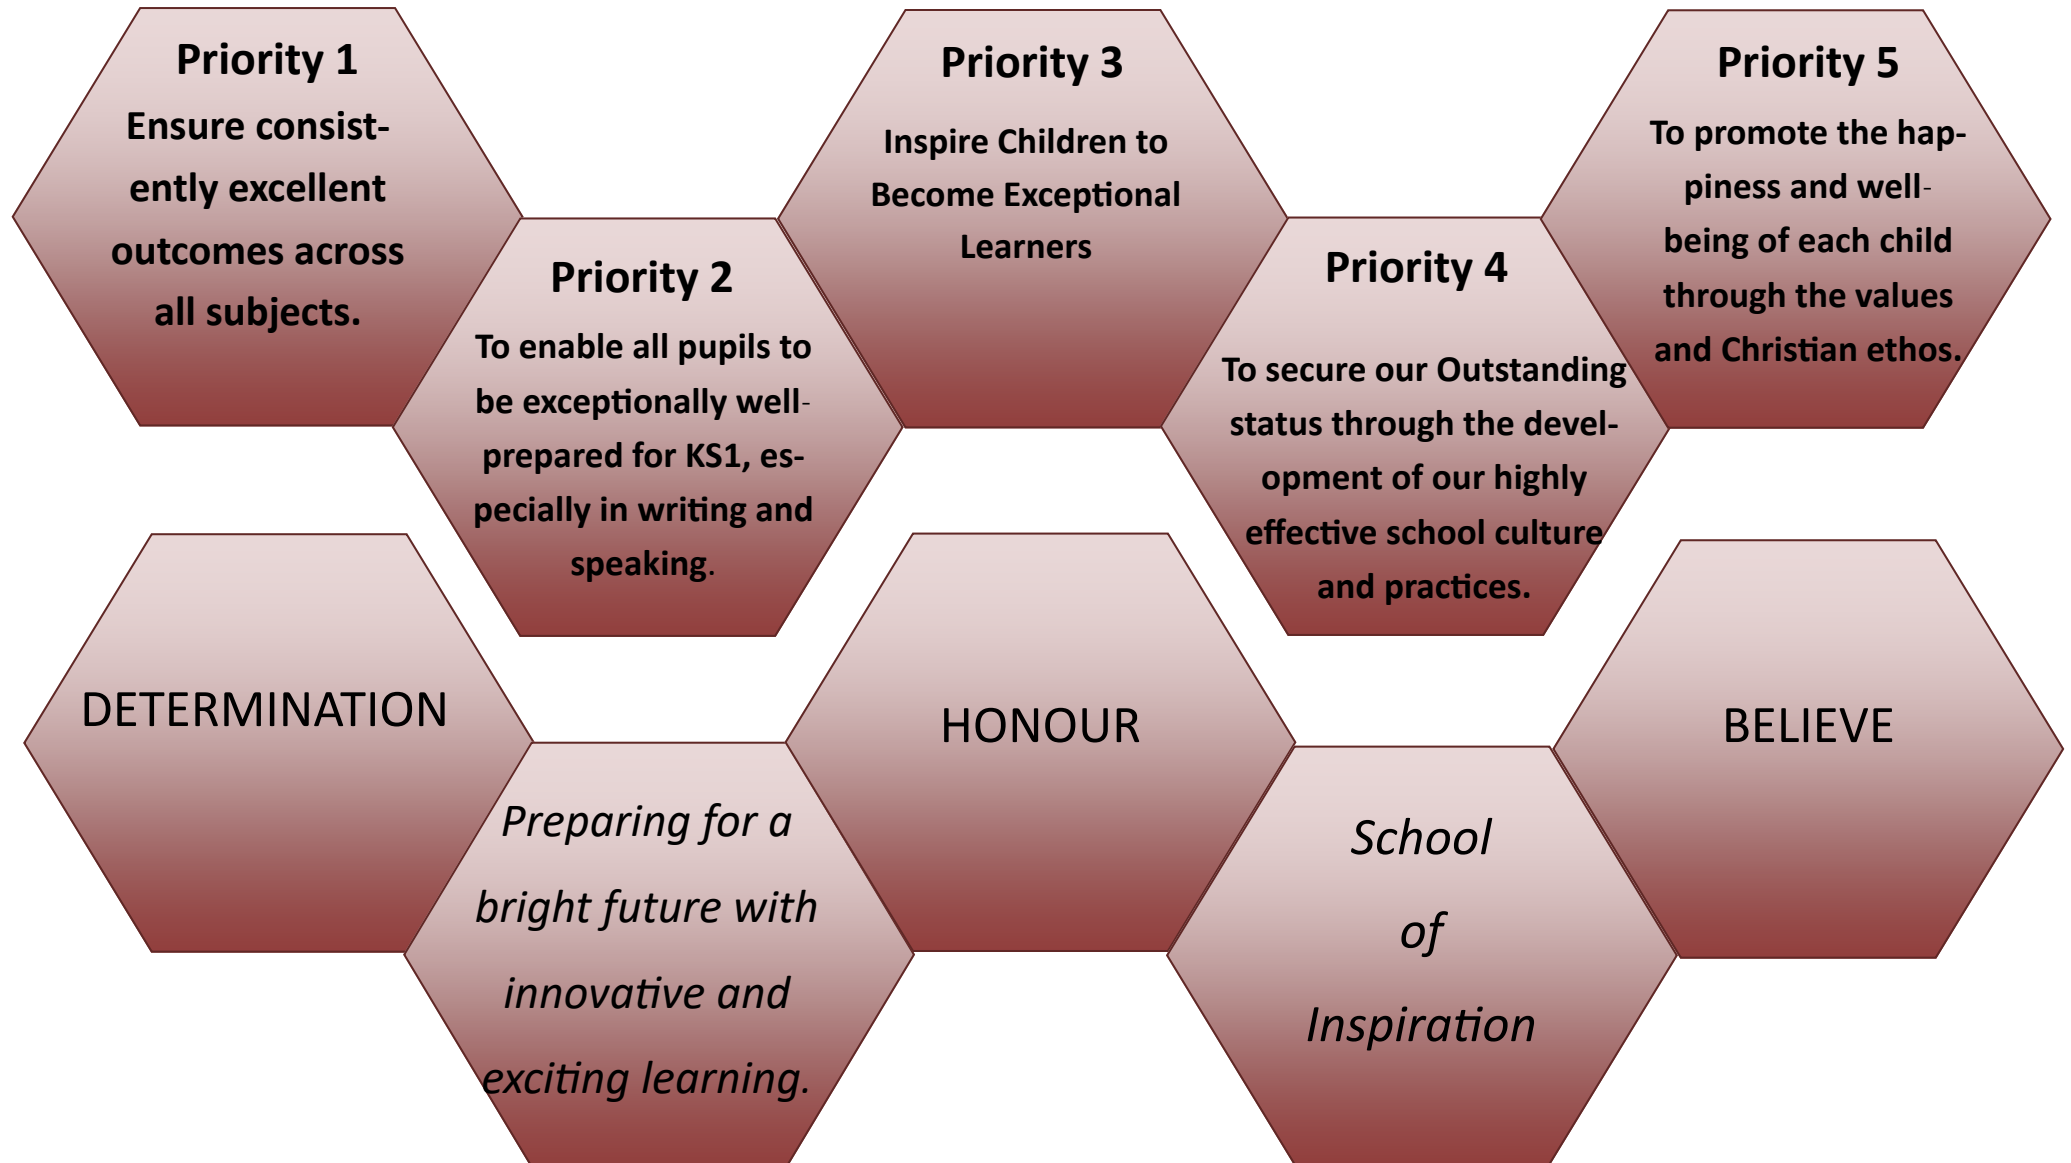 Priority 1
Ensure consist-
ently excellent
outcomes across
all subjects.
Priority 2
To enable all pupils to
be exceptionally well-
prepared for KS1, es-
pecially in writing and
speaking.
Priority 3
Inspire Children to
Become Exceptional
Learners
Priority 4
To secure our Outstanding
status through the devel-
opment of our highly
effective school culture
and practices.
Priority 5
To promote the hap-
piness and well-
being of each child
through the values
and Christian ethos.
DETERMINATION
Preparing for a
bright future with
innovative and
exciting learning.
HONOUR
School
of
Inspiration
BELIEVE